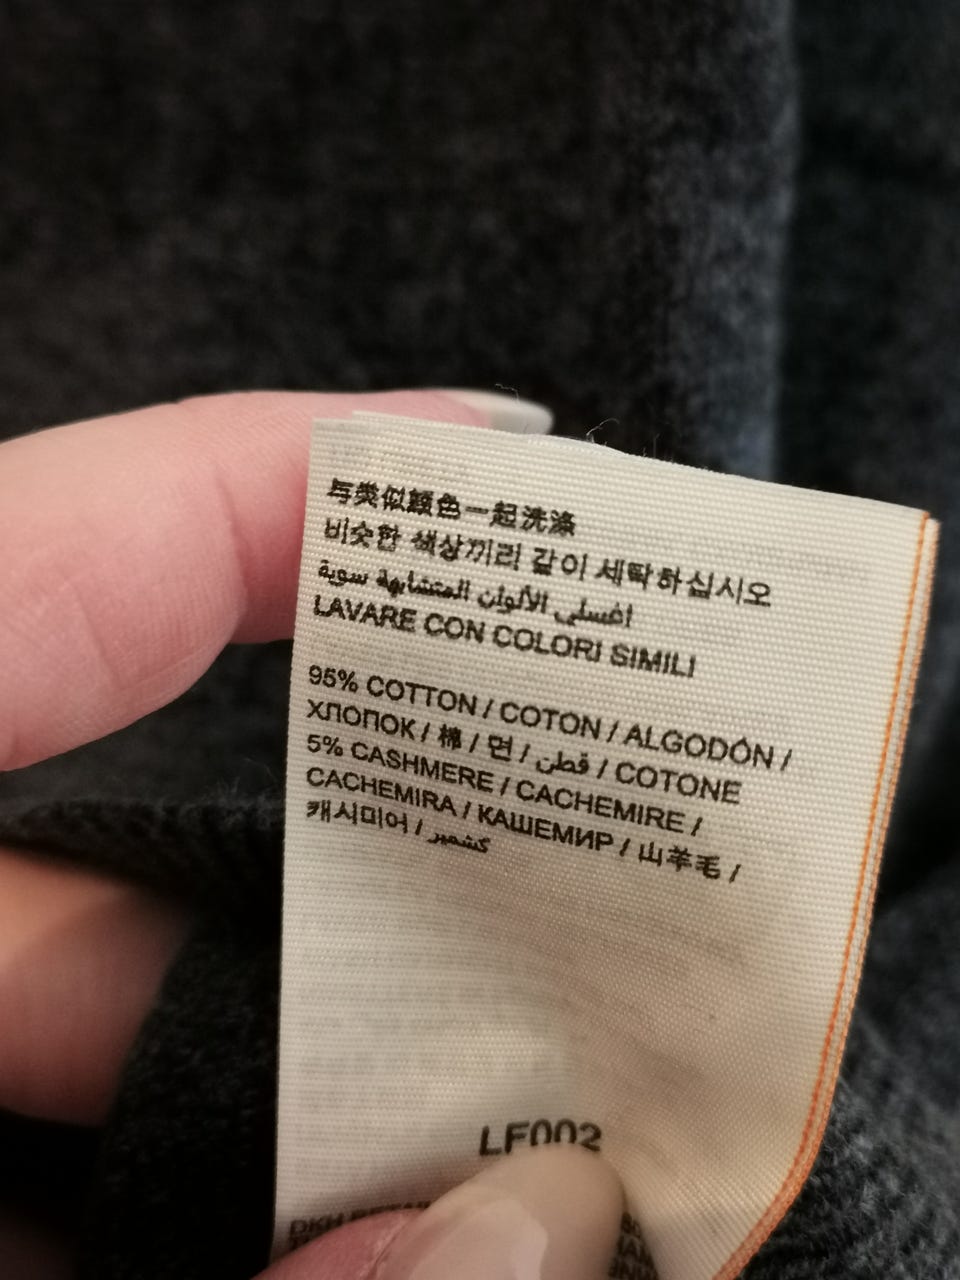 与类似颜色一起洗涤
비슷한 색상끼리 같이 세탁하십시오
اغسلي الألوان المتشابهة سوية
LAVARE CON COLORI SIMILI
95% COTTON / COTON / ALGODÓN /
ХЛОПОК / 棉 / 면 / قطن / COTONE
5% CASHMERE / CACHEMIRE /
CACHEMIRA / КАШЕМИР / 山羊毛 /
캐시미어 / كشمير
LF002